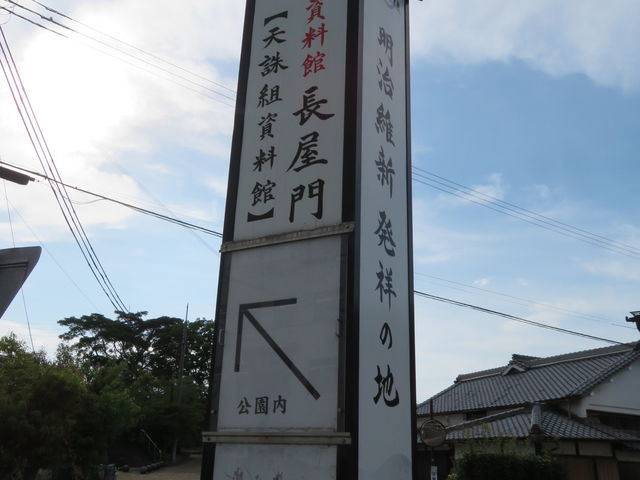 資料館 長屋門
【天誅組資料館】
公園内
明治維新発祥の地